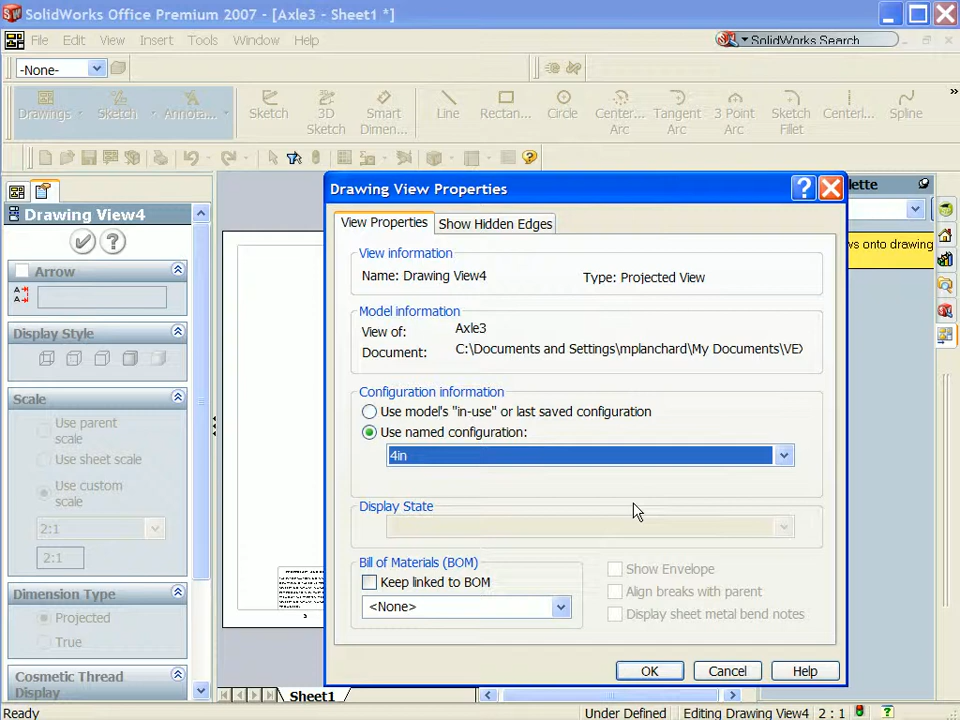 SolidWorks Office Premium 2007 - [Axle3 - Sheet1 *]
File Edit View Insert Tools Window Help
SolidWorks Search
-None-
Drawings Sketch Annota... Sketch 3D Sketch Smart Dimen... Line Rectan... Circle Center... Arc Tangent Arc 3 Point Arc Sketch Fillet Centerl... Spline
Drawing View4
Arrow
Display Style
Scale
Use parent
scale
Use sheet scale
Use custom
scale
2:1
2:1
Dimension Type
Projected
True
Cosmetic Thread
Display
Drawing View Properties
View Properties Show Hidden Edges
View information
Name: Drawing View4 Type: Projected View
Model information
View of: Axle3
Document: C:\Documents and Settings\mplanchard\My Documents\VE
Configuration information
Use model's "in-use" or last saved configuration
Use named configuration:
4in
Display State
Bill of Materials (BOM)
Keep linked to BOM
<None>
Show Envelope
Align breaks with parent
Display sheet metal bend notes
OK Cancel Help
lette
ws onto drawing
Sheet1
Ready Under Defined Editing Drawing View4 2 : 1